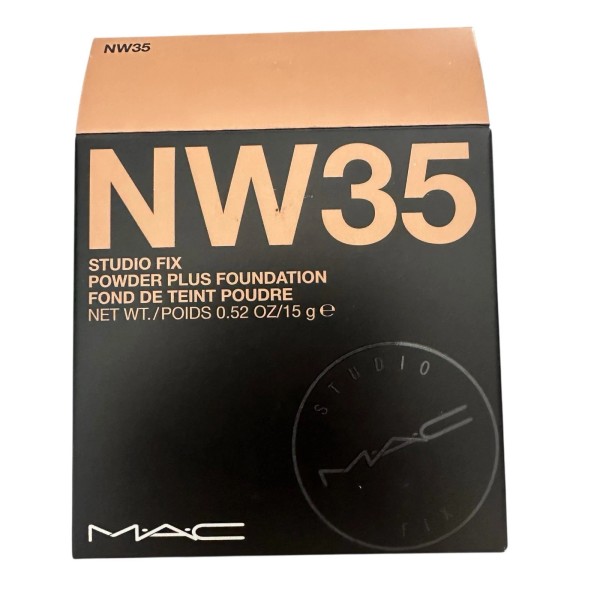 NW35
NW35
STUDIO FIX
POWDER PLUS FOUNDATION
FOND DE TEINT POUDRE
NET WT./POIDS 0.52 OZ/15 g ℮
STUDIO
M·A·C
FIX
M·A·C